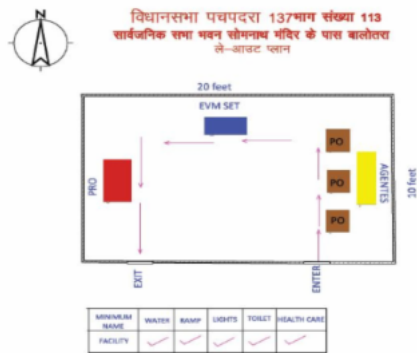 N
विधानसभा पचपदरा 137भाग संख्या 113
सार्वजनिक सभा भवन सोमनाथ मंदिर के पास बालोतरा
ले-आउट प्लान
20 feet
EVM SET
PO
PRO
PO
AGENTES
10 feet
PO
EXIT
ENTER
MINIMUM NAME WATER RAMP LIGHTS TOILET HEALTH CARE
FACILITY